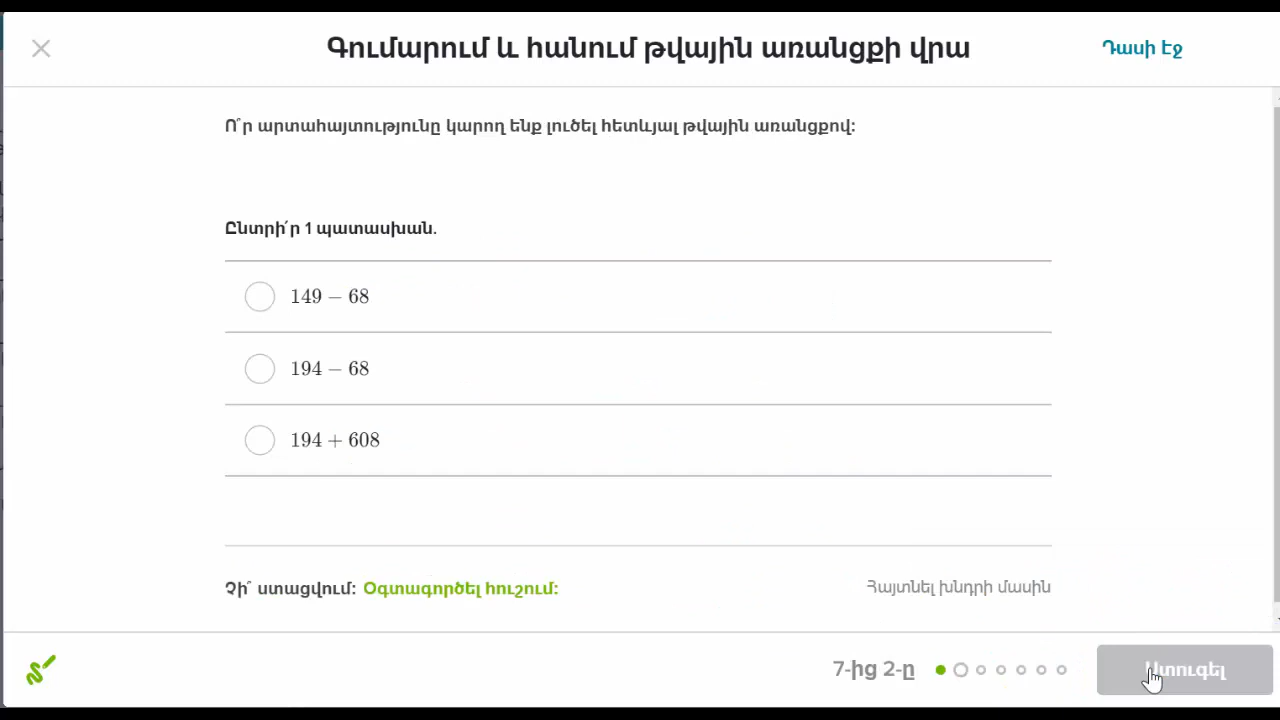 Գումարում և հանում թվային առանցքի վրա
Դասի էջ
Ո՞ր արտահայտությունը կարող ենք լուծել հետևյալ թվային առանցքով:
Ընտրի՛ր 1 պատասխան.
149 − 68
194 − 68
194 + 608
Չի՞ ստացվում: Օգտագործել հուշում:
Հայտնել խնդրի մասին
7-ից 2-ը
Ստուգել